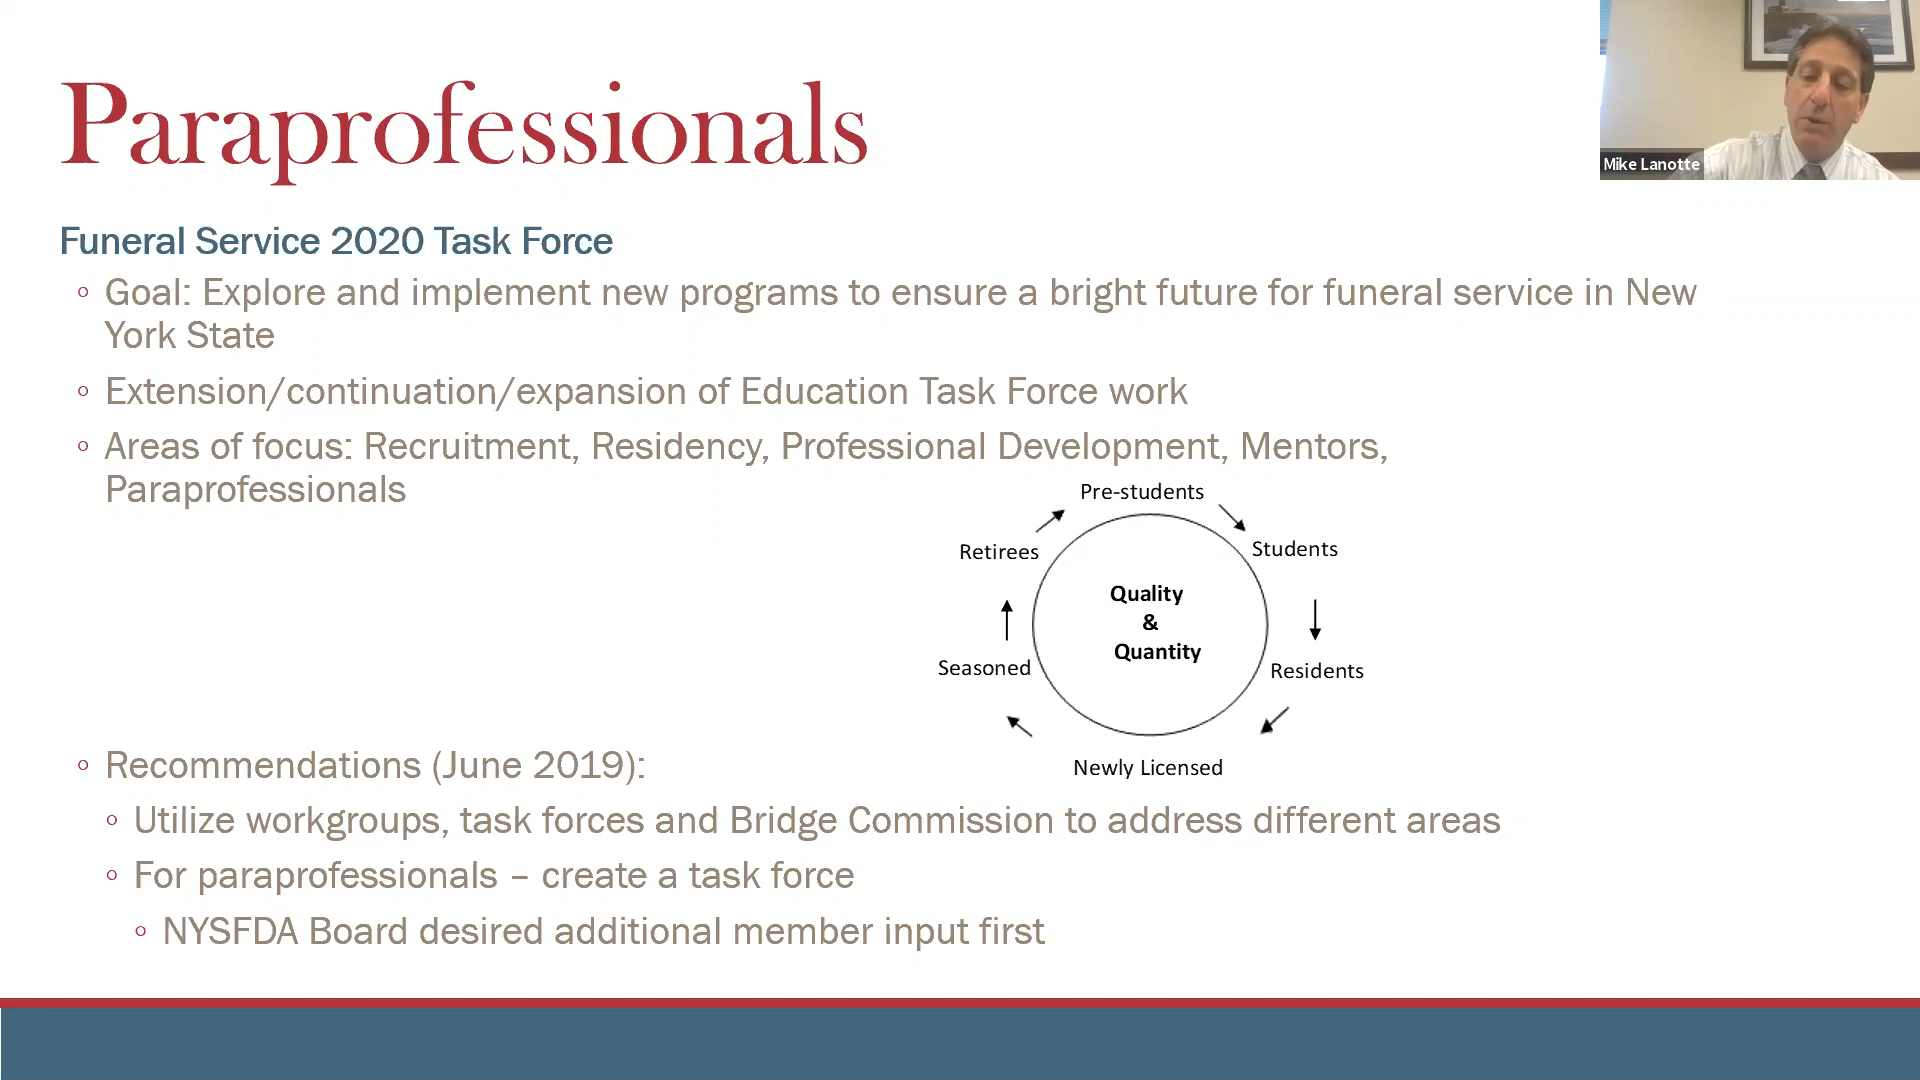 Paraprofessionals
Mike Lanotte
Funeral Service 2020 Task Force
Goal: Explore and implement new programs to ensure a bright future for funeral service in New
York State
Extension/continuation/expansion of Education Task Force work
Areas of focus: Recruitment, Residency, Professional Development, Mentors,
Paraprofessionals
Pre-students
Students
Residents
Newly Licensed
Seasoned
Retirees
Quality
&
Quantity
Recommendations (June 2019):
Utilize workgroups, task forces and Bridge Commission to address different areas
For paraprofessionals – create a task force
NYSFDA Board desired additional member input first